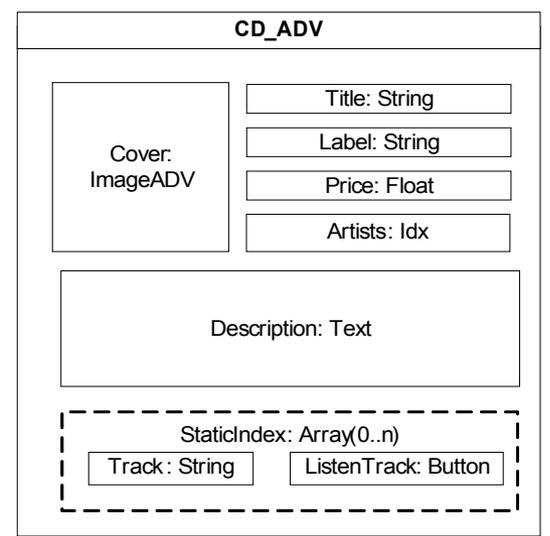 CD_ADV
Cover:
ImageADV
Title: String
Label: String
Price: Float
Artists: Idx
Description: Text
StaticIndex: Array(0..n)
Track: String
ListenTrack: Button